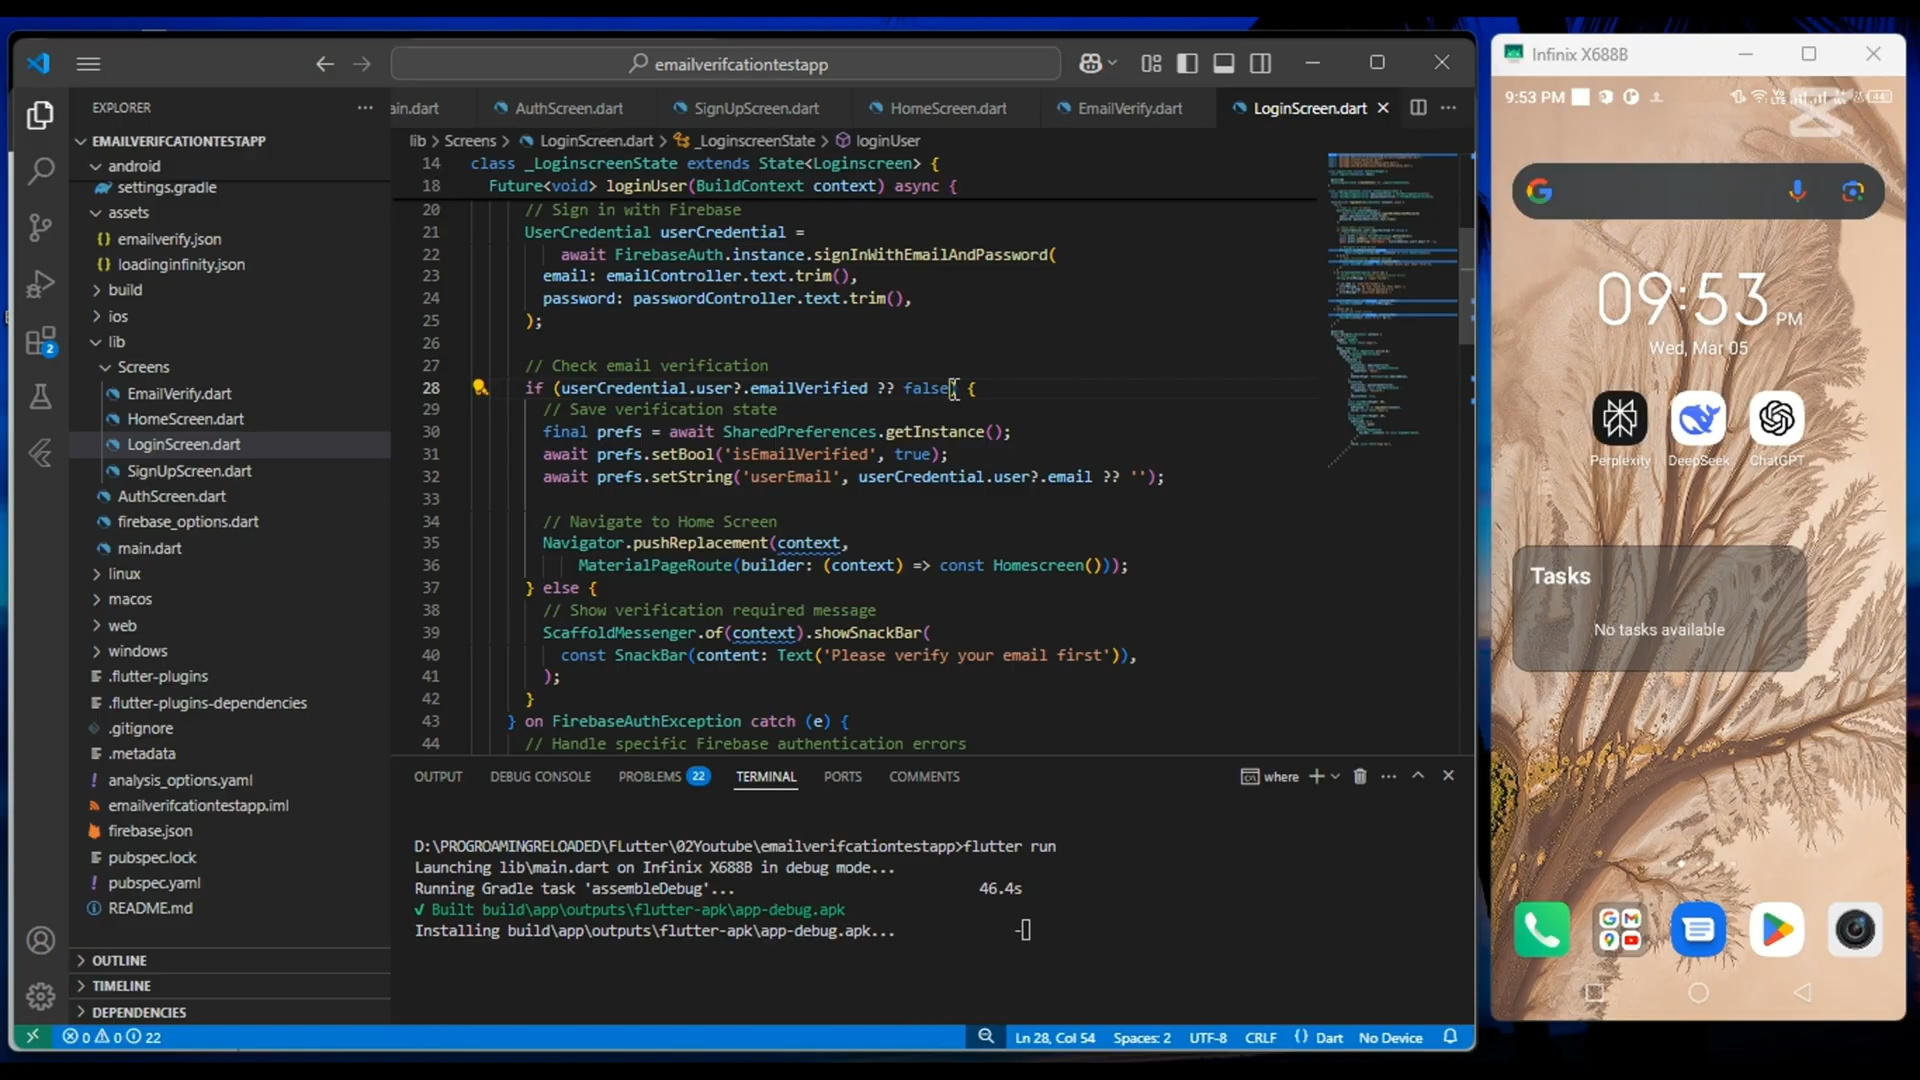 emailverifcationtestapp
EXPLORER
ain.dart
AuthScreen.dart
SignUpScreen.dart
HomeScreen.dart
EmailVerify.dart
LoginScreen.dart
EMAILVERIFCATIONTESTAPP
android
settings.gradle
assets
emailverify.json
loadinginfinity.json
build
ios
lib
Screens
EmailVerify.dart
HomeScreen.dart
LoginScreen.dart
SignUpScreen.dart
AuthScreen.dart
firebase_options.dart
main.dart
linux
macos
web
windows
.flutter-plugins
.flutter-plugins-dependencies
.gitignore
.metadata
analysis_options.yaml
emailverifcationtestapp.iml
firebase.json
pubspec.lock
pubspec.yaml
README.md
OUTLINE
TIMELINE
DEPENDENCIES
2
lib > Screens > LoginScreen.dart > _LoginscreenState > loginUser
14 class _LoginscreenState extends State<Loginscreen> {
18 Future<void> loginUser(BuildContext context) async {
20 // Sign in with Firebase
21 UserCredential userCredential =
22 await FirebaseAuth.instance.signInWithEmailAndPassword(
23 email: emailController.text.trim(),
24 password: passwordController.text.trim(),
25 );
26
27 // Check email verification
28 if (userCredential.user?.emailVerified ?? false) {
29 // Save verification state
30 final prefs = await SharedPreferences.getInstance();
31 await prefs.setBool('isEmailVerified', true);
32 await prefs.setString('userEmail', userCredential.user?.email ?? '');
33
34 // Navigate to Home Screen
35 Navigator.pushReplacement(context,
36 MaterialPageRoute(builder: (context) => const Homescreen()));
37 } else {
38 // Show verification required message
39 ScaffoldMessenger.of(context).showSnackBar(
40 const SnackBar(content: Text('Please verify your email first')),
41 );
42 }
43 } on FirebaseAuthException catch (e) {
44 // Handle specific Firebase authentication errors
OUTPUT
DEBUG CONSOLE
PROBLEMS 22
TERMINAL
PORTS
COMMENTS
where
D:\PROGROAMINGRELOADED\FLutter\02Youtube\emailverifcationtestapp>flutter run
Launching lib\main.dart on Infinix X688B in debug mode...
Running Gradle task 'assembleDebug'... 46.4s
√ Built build\app\outputs\flutter-apk\app-debug.apk
Installing build\app\outputs\flutter-apk\app-debug.apk... -
0 0 22
Ln 28, Col 54
Spaces: 2
UTF-8
CRLF
{} Dart
No Device
Infinix X688B
9:53 PM
44
09:53 PM
Wed, Mar 05
Perplexity
DeepSeek
ChatGPT
Tasks
No tasks available